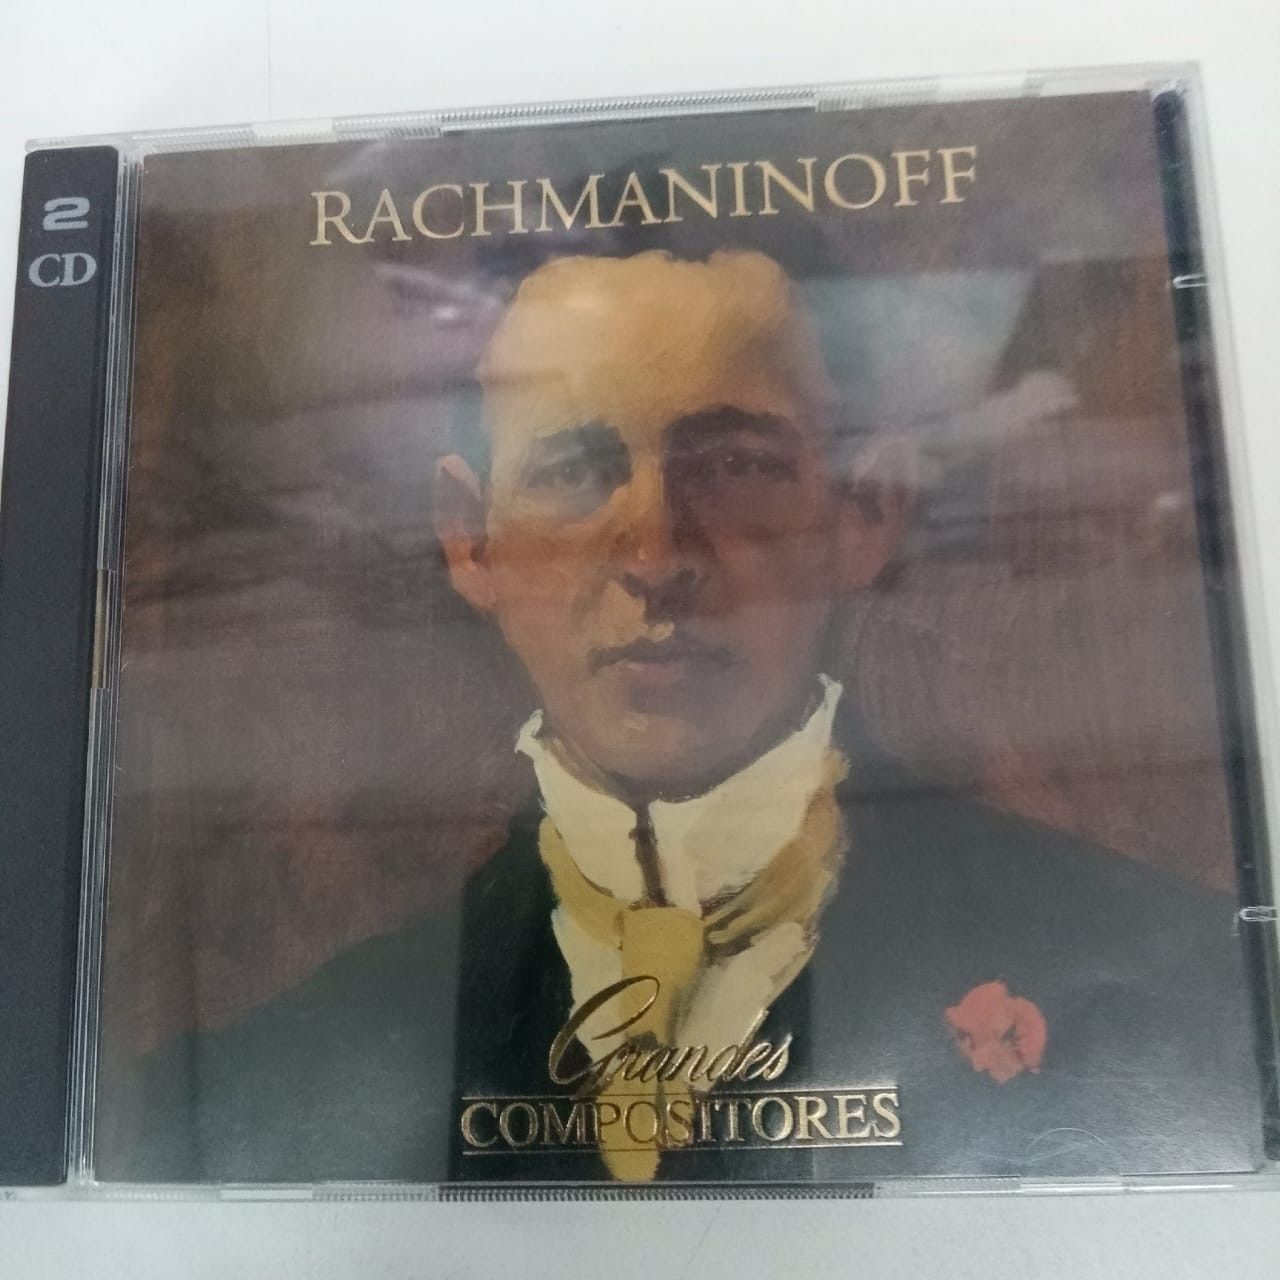 RACHMANINOFF
2
CD
Grandes
COMPOSITORES